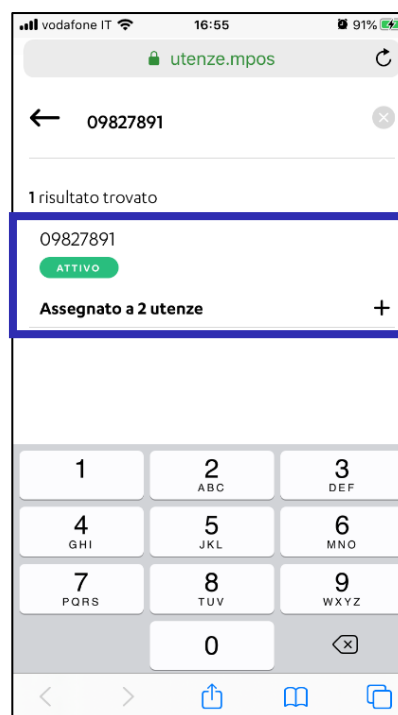 vodafone IT 16:55 91%
utenze.mpos
09827891
1 risultato trovato
09827891
ATTIVO
Assegnato a 2 utenze +
1 2 3
ABC DEF
4 5 6
GHI JKL MNO
7 8 9
PQRS TUV WXYZ
0